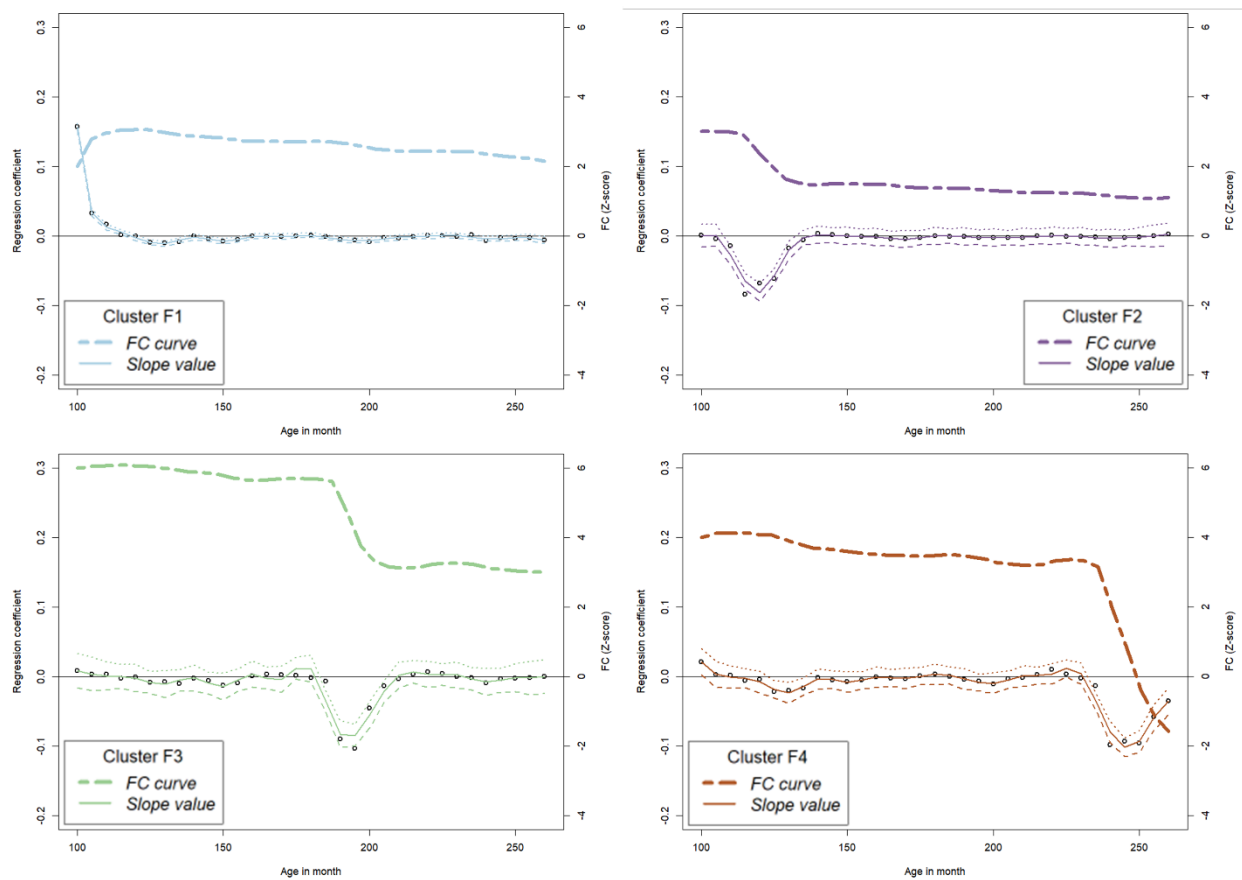 0.3
0.2
0.1
0.0
-0.1
-0.2
Regression coefficient
6
4
2
0
-2
-4
FC (Z-score)
Cluster F1
FC curve
Slope value
100
150
200
250
Age in month
0.3
0.2
0.1
0.0
-0.1
-0.2
Regression coefficient
6
4
2
0
-2
-4
FC (Z-score)
Cluster F2
FC curve
Slope value
100
150
200
250
Age in month
0.3
0.2
0.1
0.0
-0.1
-0.2
Regression coefficient
6
4
2
0
-2
-4
FC (Z-score)
Cluster F3
FC curve
Slope value
100
150
200
250
Age in month
0.3
0.2
0.1
0.0
-0.1
-0.2
Regression coefficient
6
4
2
0
-2
-4
FC (Z-score)
Cluster F4
FC curve
Slope value
100
150
200
250
Age in month